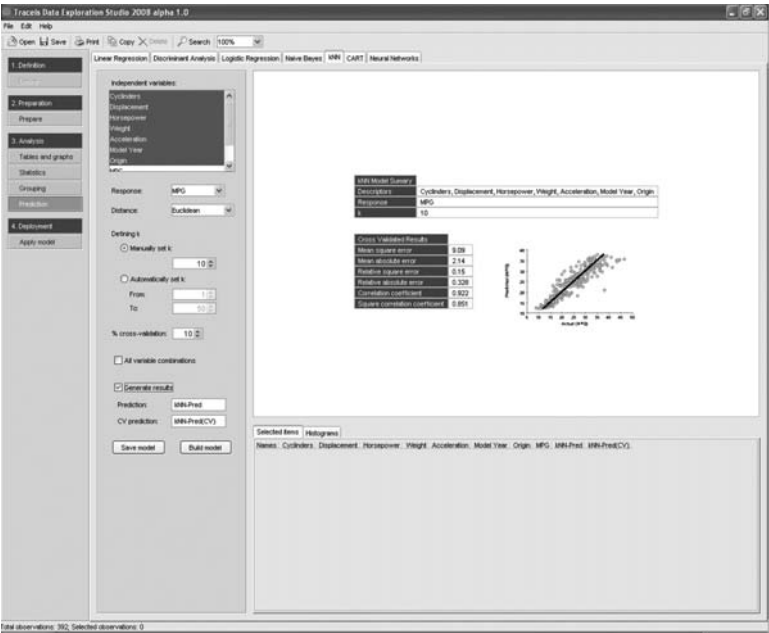 Traceis Data Exploration Studio 2008 alpha 1.0
File Edit Help
Open Save Print Copy Delete Search 100%
Linear Regression Discriminant Analysis Logistic Regression Naive Bayes kNN CART Neural Networks
1. Definition
2. Preparation
Prepare
3. Analysis
Tables and graphs
Statistics
Grouping
Prediction
4. Deployment
Apply model
Independent variables:
Cyclinders
Displacement
Horsepower
Weight
Acceleration
Model Year
Origin
MPG
Response: MPG
Distance: Euclidean
Defining k
Manually set k:
10
Automatically set k:
From: 1
To: 50
% cross-validation: 10
All variable combinations
Generate results
Prediction: kNN-Pred
CV prediction: kNN-Pred(CV)
Save model Build model
kNN Model Sumary
Descriptors Cyclinders, Displacement, Horsepower, Weight, Acceleration, Model Year, Origin
Response MPG
k 10
Cross Validated Results
Mean square error 9.09
Mean absolute error 2.14
Relative square error 0.15
Relative absolute error 0.328
Correlation coefficient 0.922
Square correlation coefficient 0.851
Actual (MPG)
Selected items Histograms
Names Cyclinders Displacement Horsepower Weight Acceleration Model Year Origin MPG kNN-Pred kNN-Pred(CV)
Total observations: 392, Selected observations: 0